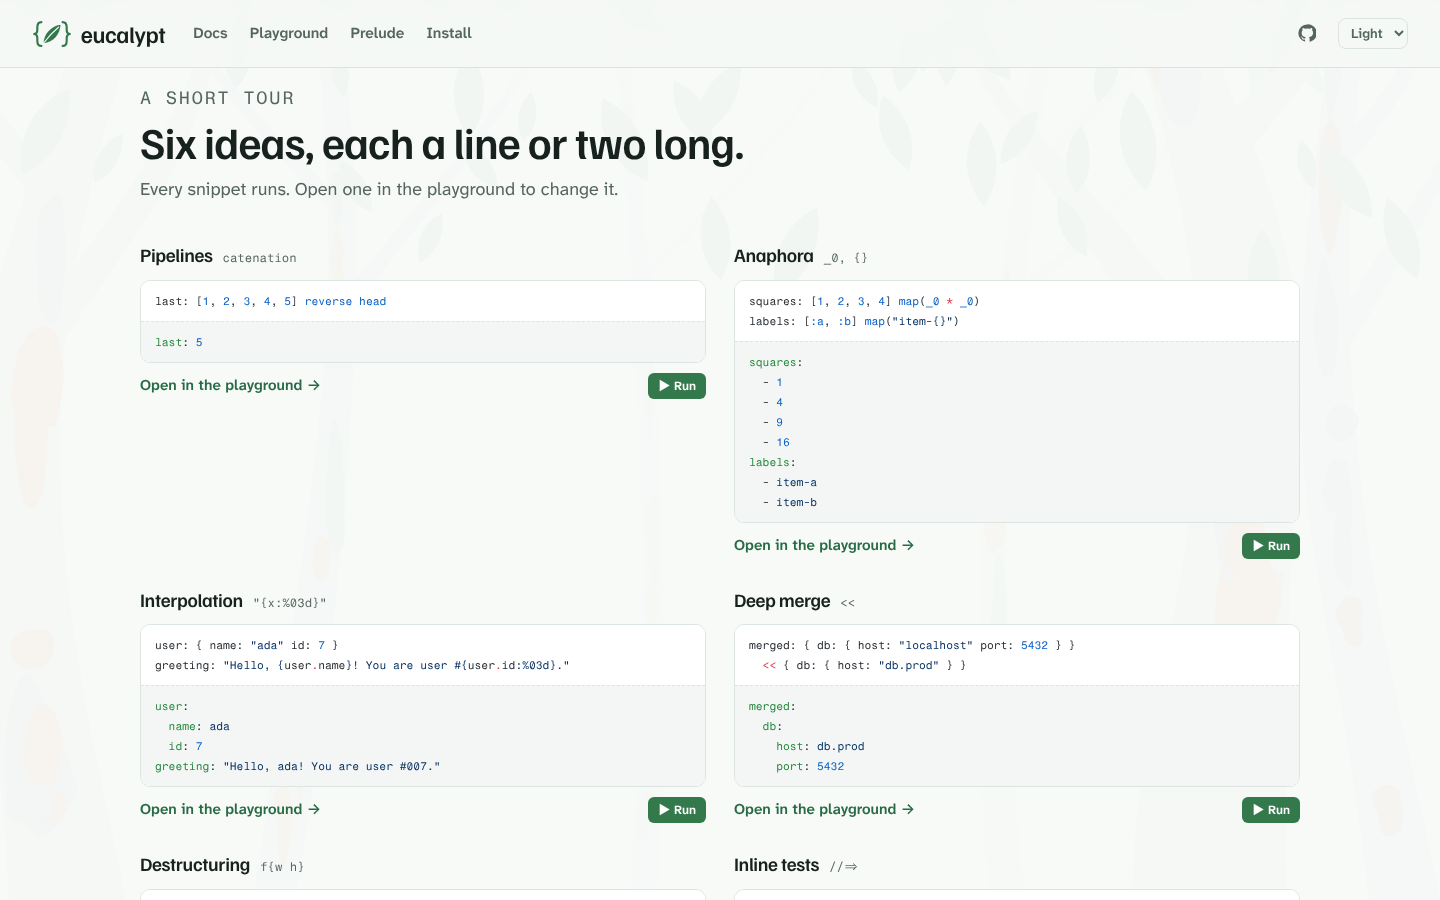 eucalypt Docs Playground Prelude Install Light
A SHORT TOUR
Six ideas, each a line or two long.
Every snippet runs. Open one in the playground to change it.
Pipelines catenation
last: [1, 2, 3, 4, 5] reverse head
last: 5
Open in the playground → ▶ Run
Anaphora _0, {}
squares: [1, 2, 3, 4] map(_0 * _0)
labels: [:a, :b] map("item-{}")
squares:
  - 1
  - 4
  - 9
  - 16
labels:
  - item-a
  - item-b
Open in the playground → ▶ Run
Interpolation "{x:%03d}"
user: { name: "ada" id: 7 }
greeting: "Hello, {user.name}! You are user #{user.id:%03d}."
user:
  name: ada
  id: 7
greeting: "Hello, ada! You are user #007."
Open in the playground → ▶ Run
Deep merge <<
merged: { db: { host: "localhost" port: 5432 } }
  << { db: { host: "db.prod" } }
merged:
  db:
    host: db.prod
    port: 5432
Open in the playground → ▶ Run
Destructuring f{w h}
Inline tests //=>